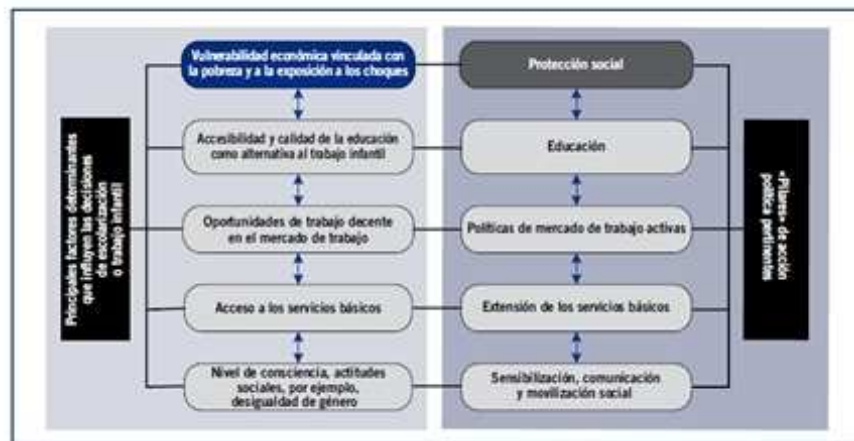 Principales factores determinantes
que influyen las decisiones
de escolarización
o trabajo infantil
Vulnerabilidad económica vinculada con
la pobreza y a la exposición a los choques
Accesibilidad y calidad de la educación
como alternativa al trabajo infantil
Oportunidades de trabajo decente
en el mercado de trabajo
Acceso a los servicios básicos
Nivel de consciencia, actitudes
sociales, por ejemplo,
desigualdad de género
Protección social
Educación
Políticas de mercado de trabajo activas
Extensión de los servicios básicos
Sensibilización, comunicación
y movilización social
«Pilares» de acción
política pertinentes